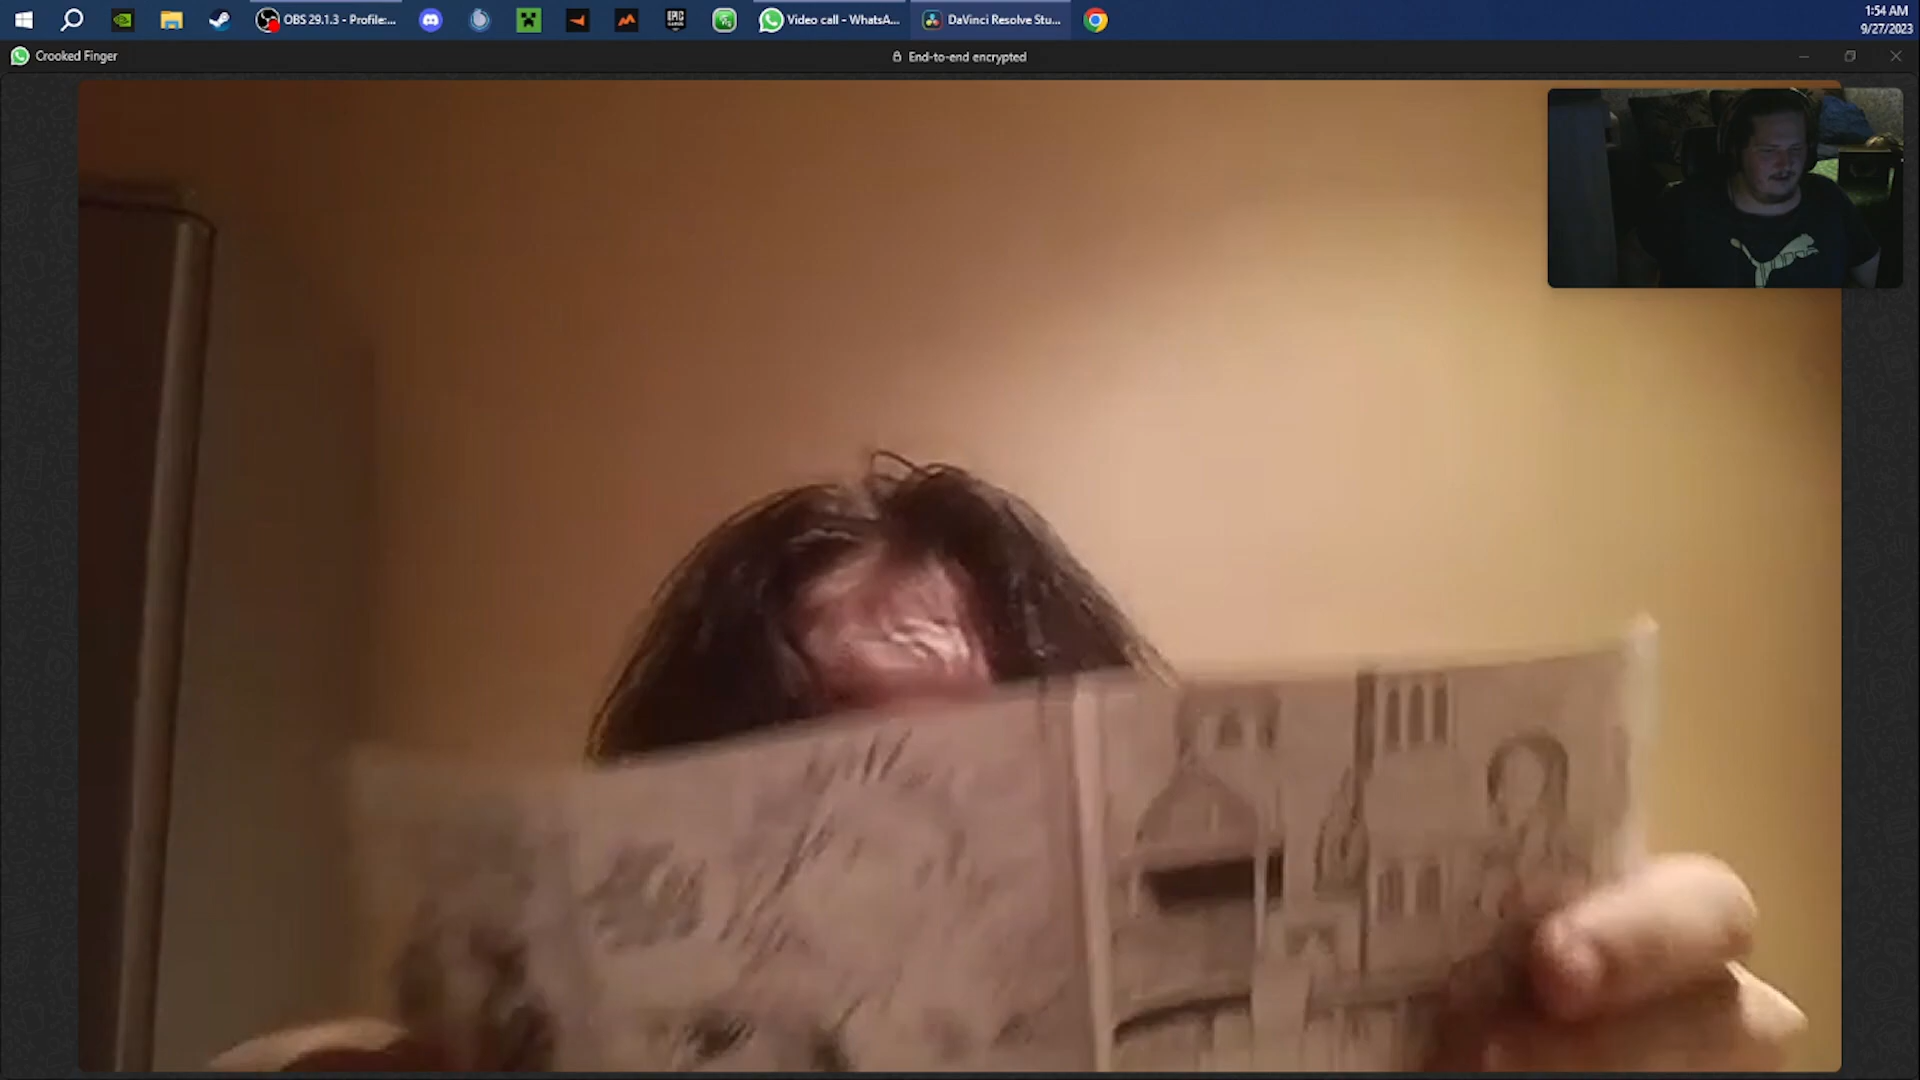 OBS 29.1.3 - Profile:...
Video call - WhatsA...
DaVinci Resolve Stu...
EPIC
1:54 AM
9/27/2023
Crooked Finger
End-to-end encrypted